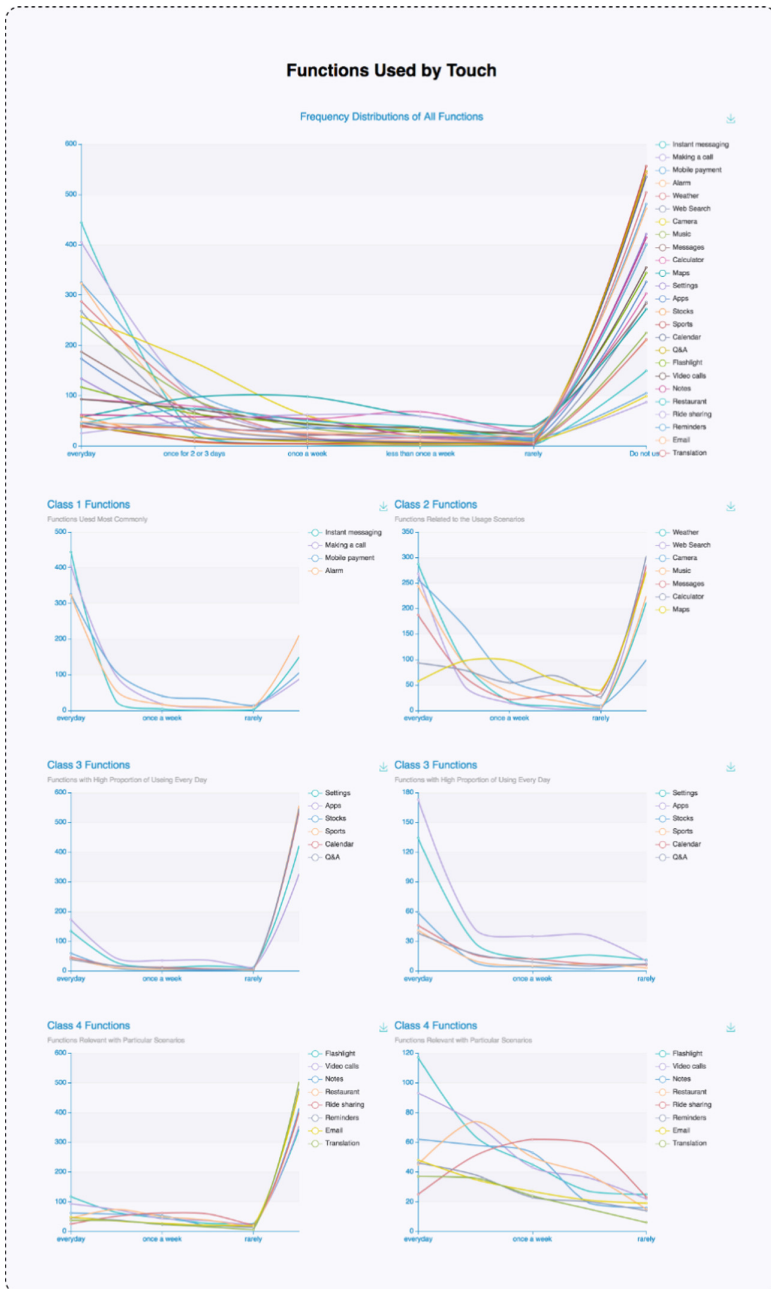 Functions Used by Touch
Frequency Distributions of All Functions
600
500
400
300
200
100
0
everyday
once for 2 or 3 days
once a week
less than once a week
rarely
Do not us
Instant messaging
Making a call
Mobile payment
Alarm
Weather
Web Search
Camera
Music
Messages
Calculator
Maps
Settings
Apps
Stocks
Sports
Calender
Q&A
Flashlight
Video calls
Notes
Restaurant
Ride sharing
Reminders
Email
Translation
Class 1 Functions
Functions Uesd Most Commonly
500
400
300
200
100
0
everyday
once a week
rarely
Instant messaging
Making a call
Mobile payment
Alarm
Class 2 Functions
Functions Related to the Usage Scenarios
350
300
250
200
150
100
50
0
everyday
once a week
rarely
Weather
Web Search
Camera
Music
Messages
Calculator
Maps
Class 3 Functions
Functions with High Proportion of Useing Every Day
600
500
400
300
200
100
0
everyday
once a week
rarely
Settings
Apps
Stocks
Sports
Calendar
Q&A
Class 3 Functions
Functions with High Proportion of Using Every Day
180
150
120
90
60
30
0
everyday
once a week
rarely
Settings
Apps
Stocks
Sports
Calendar
Q&A
Class 4 Functions
Functions Relevant with Particular Scenarios
600
500
400
300
200
100
0
everyday
once a week
rarely
Flashlight
Video calls
Notes
Restaurant
Ride sharing
Reminders
Email
Translation
Class 4 Functions
Functions Relevant with Particular Scenarios
120
100
80
60
40
20
0
everyday
once a week
rarely
Flashlight
Video calls
Notes
Restaurant
Ride sharing
Reminders
Email
Translation